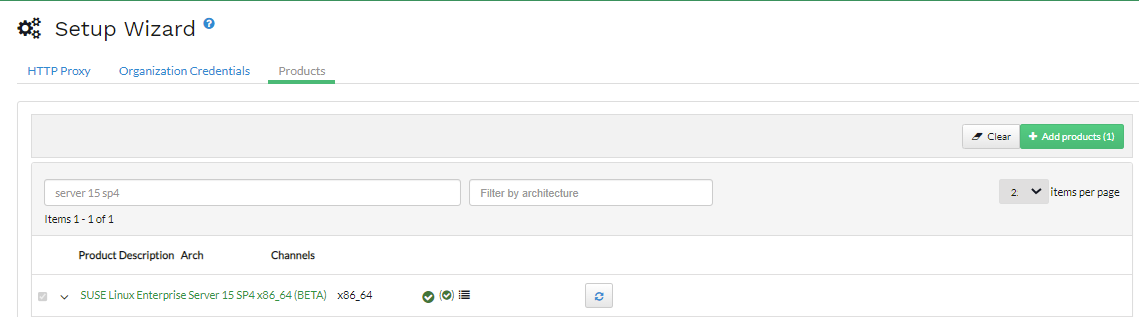 Setup Wizard ?
HTTP Proxy Organization Credentials Products
Clear + Add products (1)
server 15 sp4 Filter by architecture 2 items per page
Items 1 - 1 of 1
Product Description Arch Channels
SUSE Linux Enterprise Server 15 SP4 x86_64 (BETA) x86_64